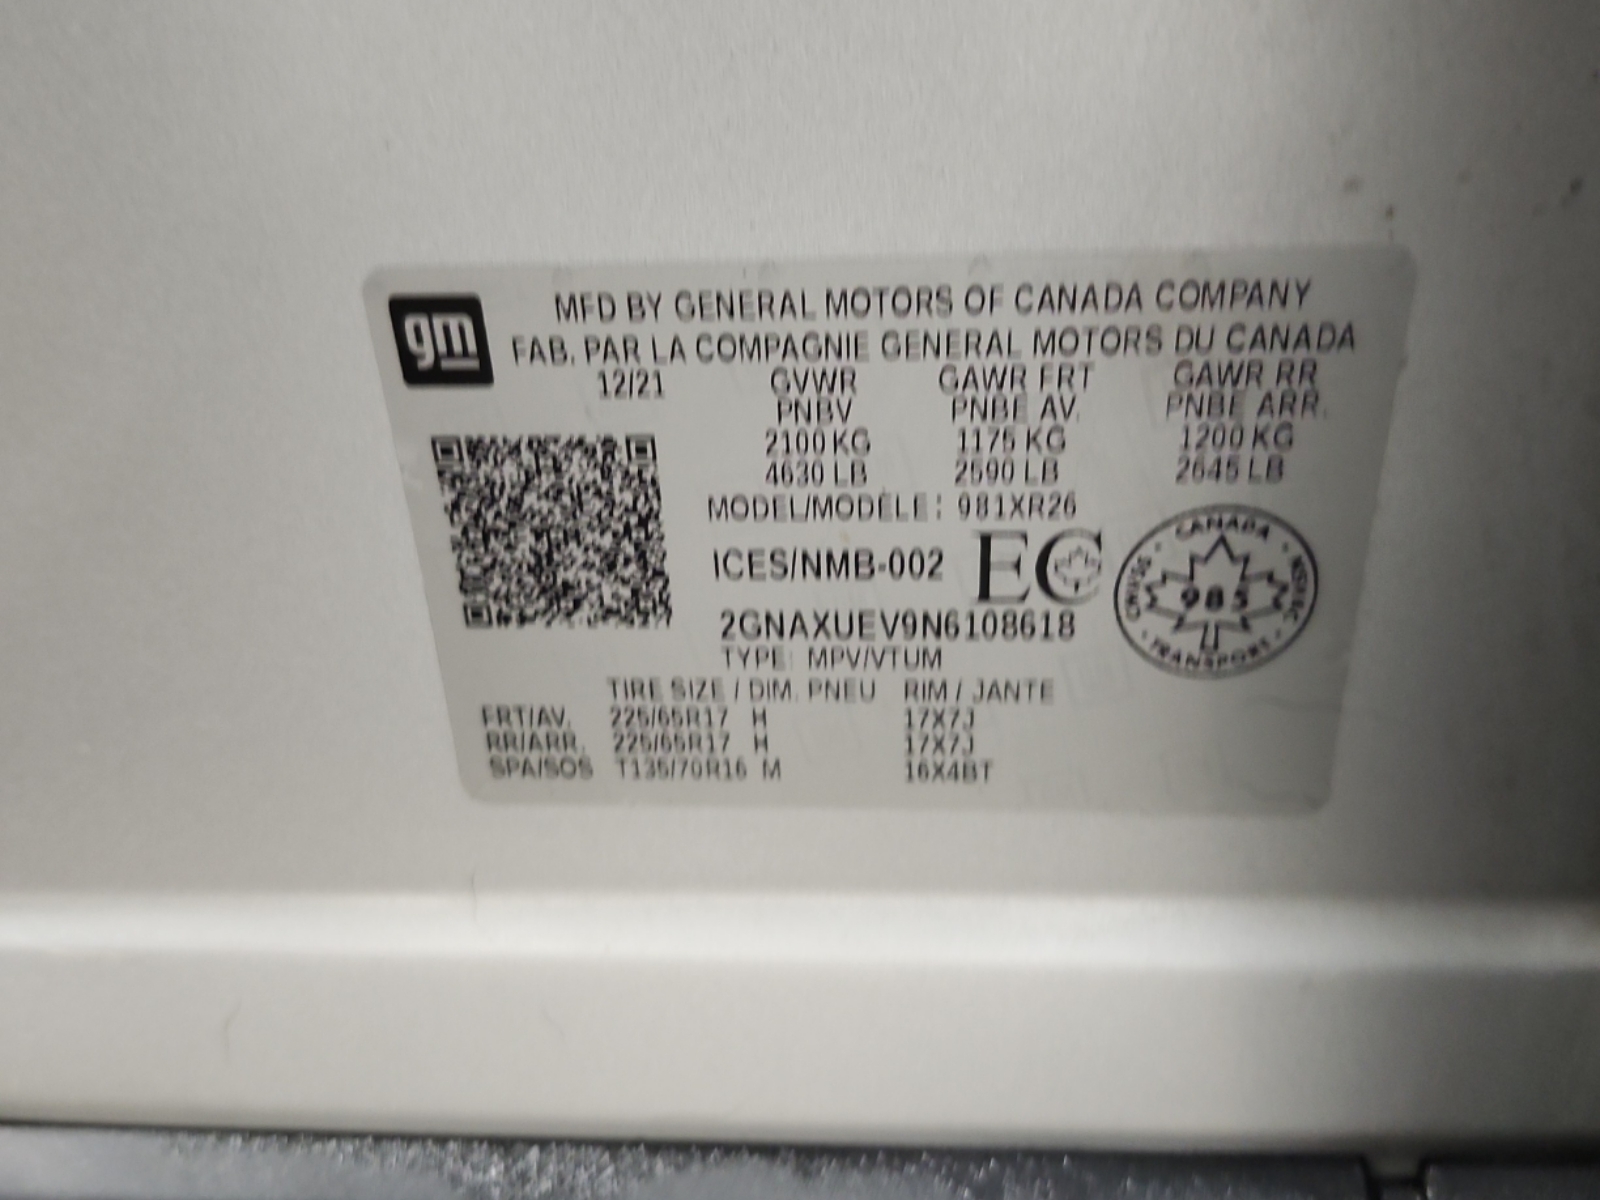 gm
MFD BY GENERAL MOTORS OF CANADA COMPANY
FAB. PAR LA COMPAGNIE GENERAL MOTORS DU CANADA
12/21 GVWR GAWR FRT GAWR RR
PNBV PNBE AV. PNBE ARR.
2100 KG 1175 KG 1200 KG
4630 LB 2590 LB 2645 LB
MODEL/MODÈLE: 981XR26
ICES/NMB-002 EC
CANADA
985
TRANSPORT
2GNAXUEV9N6108618
TYPE: MPV/VTUM
TIRE SIZE / DIM. PNEU RIM / JANTE
FRT/AV. 225/65R17 H 17X7J
RR/ARR. 225/65R17 H 17X7J
SPA/SOS T135/70R16 M 16X4BT